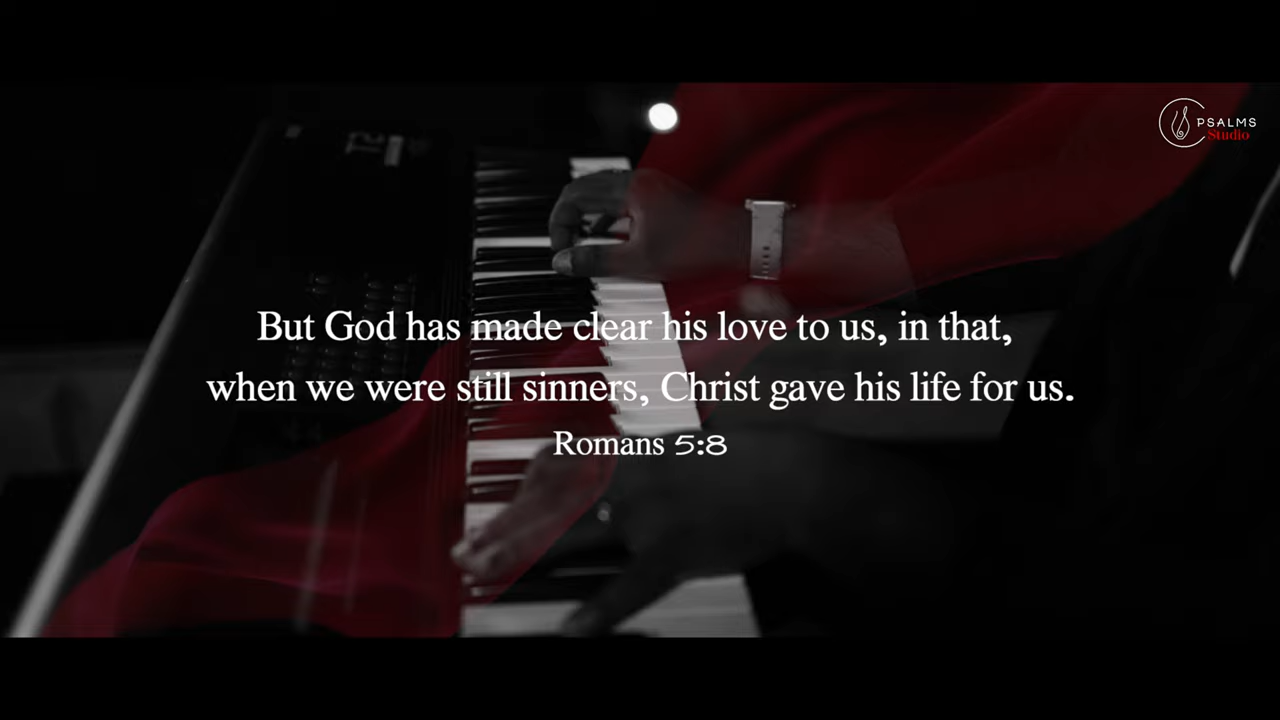 PSALMS
Studio
But God has made clear his love to us, in that,
when we were still sinners, Christ gave his life for us.
Romans 5:8